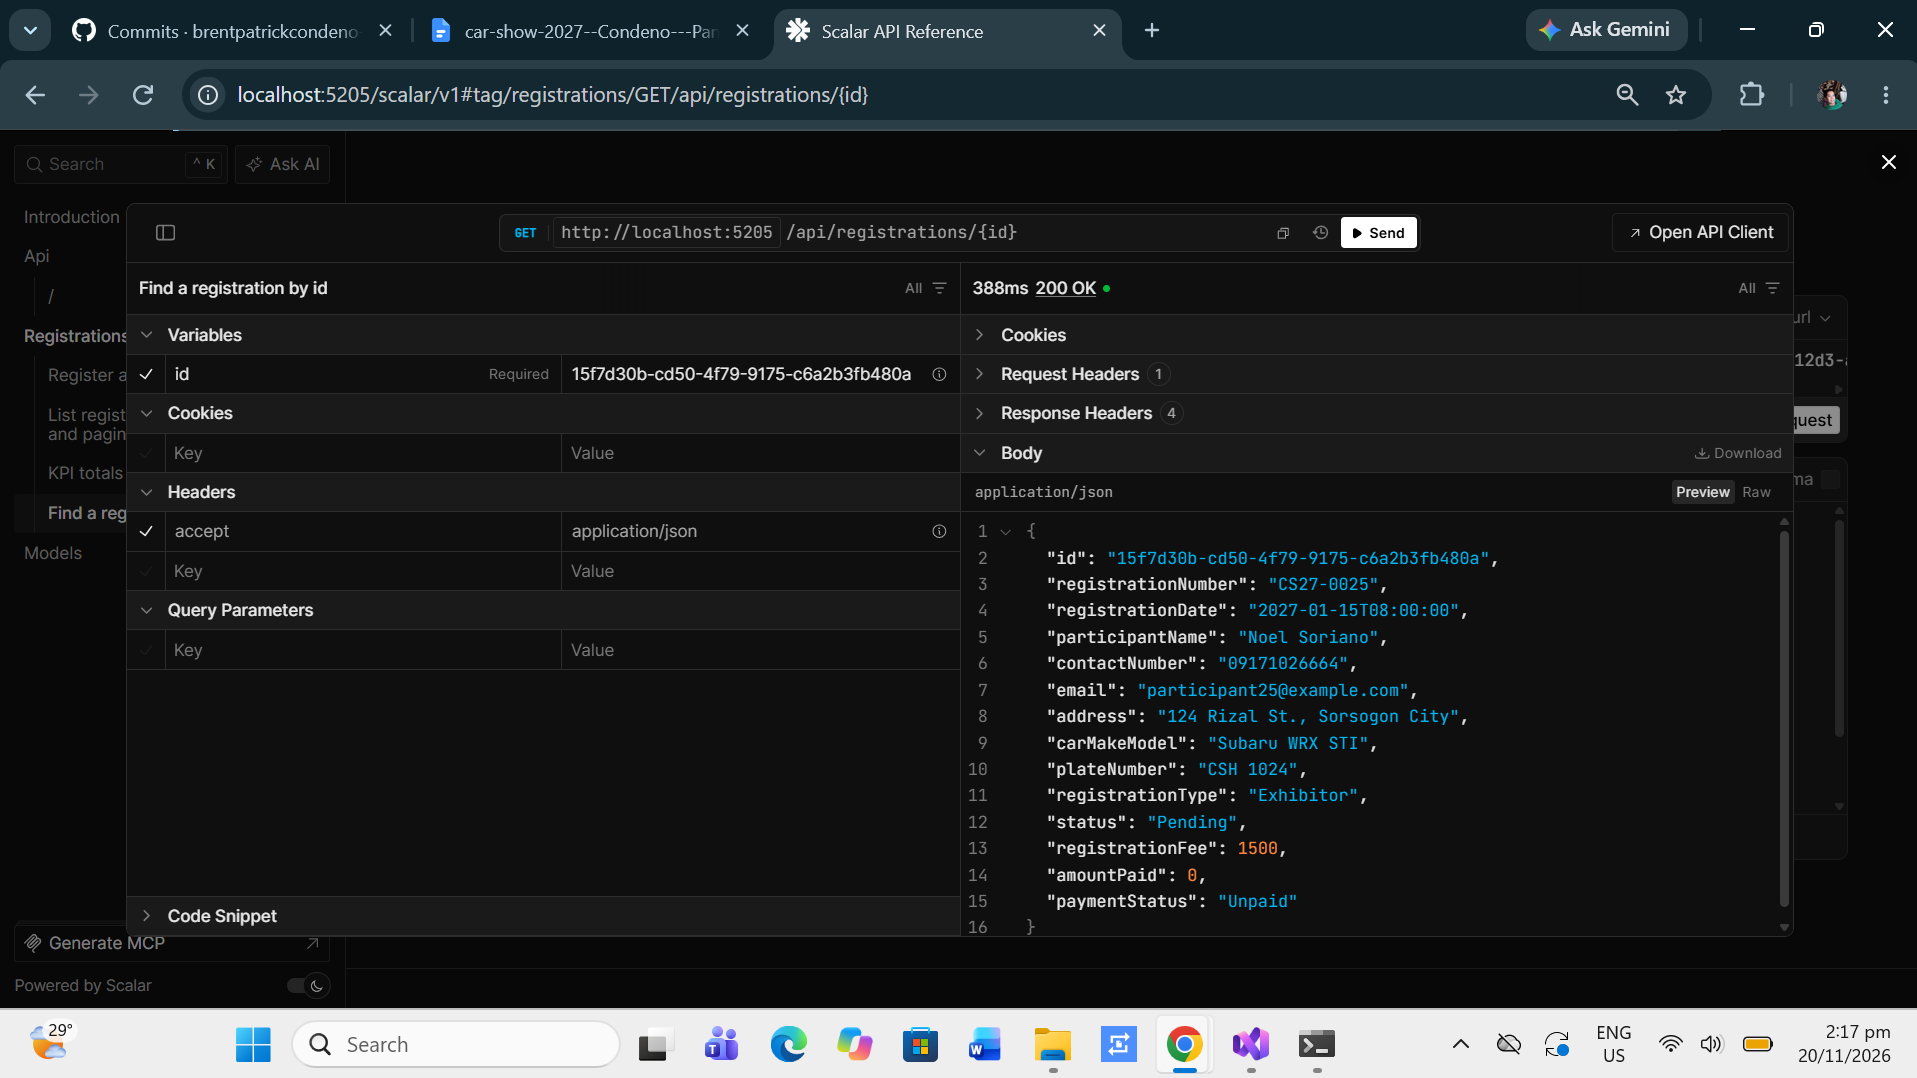 Commits · brentpatrickcondeno
car-show-2027--Condeno---Par
Scalar API Reference
Ask Gemini
localhost:5205/scalar/v1#tag/registrations/GET/api/registrations/{id}
Search
^ K
Ask AI
Introduction
Api
/
Registrations
Register a
List regist
and pagin
KPI totals
Find a reg
Models
Generate MCP
Powered by Scalar
GET http://localhost:5205 /api/registrations/{id}
Send
Open API Client
Find a registration by id
All
Variables
id Required 15f7d30b-cd50-4f79-9175-c6a2b3fb480a
Cookies
Key Value
Headers
accept application/json
Key Value
Query Parameters
Key Value
Code Snippet
388ms 200 OK
All
Cookies
Request Headers 1
Response Headers 4
Body
Download
application/json
Preview Raw
1 {
2 "id": "15f7d30b-cd50-4f79-9175-c6a2b3fb480a",
3 "registrationNumber": "CS27-0025",
4 "registrationDate": "2027-01-15T08:00:00",
5 "participantName": "Noel Soriano",
6 "contactNumber": "09171026664",
7 "email": "participant25@example.com",
8 "address": "124 Rizal St., Sorsogon City",
9 "carMakeModel": "Subaru WRX STI",
10 "plateNumber": "CSH 1024",
11 "registrationType": "Exhibitor",
12 "status": "Pending",
13 "registrationFee": 1500,
14 "amountPaid": 0,
15 "paymentStatus": "Unpaid"
16 }
url
12d3-a
quest
ma
29°
Search
ENG
US
2:17 pm
20/11/2026